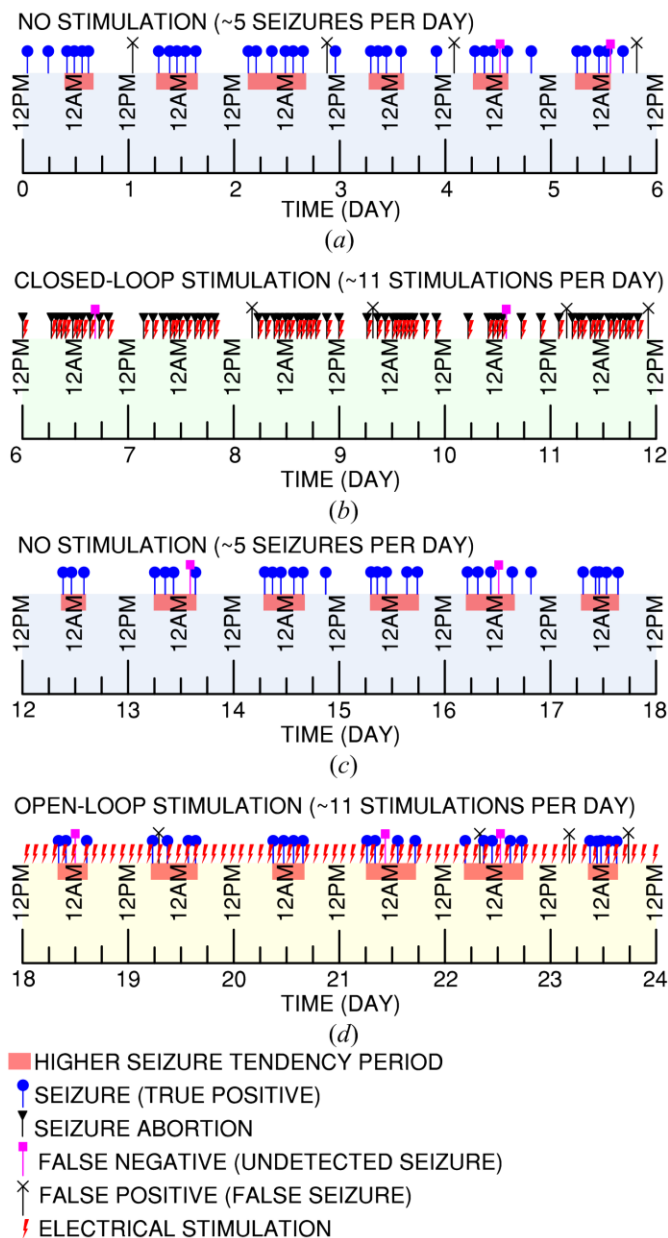 NO STIMULATION (~5 SEIZURES PER DAY)
12PM 12AM 12PM 12AM 12PM 12AM 12PM 12AM 12PM 12AM 12PM 12AM 12PM
0 1 2 3 4 5 6
TIME (DAY)
(a)
CLOSED-LOOP STIMULATION (~11 STIMULATIONS PER DAY)
12PM 12AM 12PM 12AM 12PM 12AM 12PM 12AM 12PM 12AM 12PM 12AM 12PM
6 7 8 9 10 11 12
TIME (DAY)
(b)
NO STIMULATION (~5 SEIZURES PER DAY)
12PM 12AM 12PM 12AM 12PM 12AM 12PM 12AM 12PM 12AM 12PM 12AM 12PM
12 13 14 15 16 17 18
TIME (DAY)
(c)
OPEN-LOOP STIMULATION (~11 STIMULATIONS PER DAY)
12PM 12AM 12PM 12AM 12PM 12AM 12PM 12AM 12PM 12AM 12PM 12AM 12PM
18 19 20 21 22 23 24
TIME (DAY)
(d)
HIGHER SEIZURE TENDENCY PERIOD
SEIZURE (TRUE POSITIVE)
SEIZURE ABORTION
FALSE NEGATIVE (UNDETECTED SEIZURE)
FALSE POSITIVE (FALSE SEIZURE)
ELECTRICAL STIMULATION